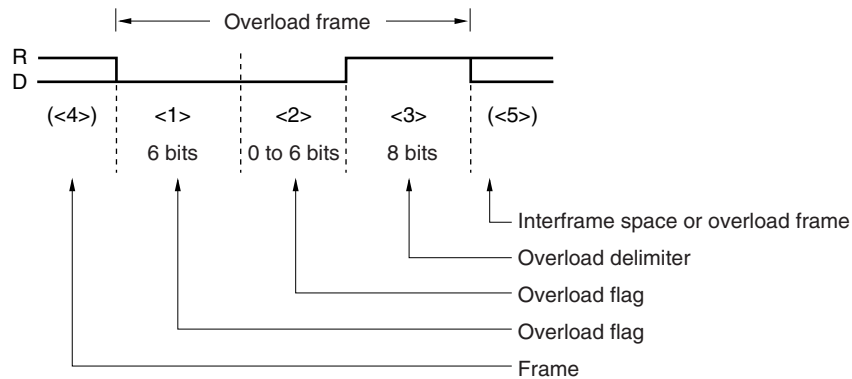 Overload frame
R
D
(<4>) <1> <2> <3> (<5>)
6 bits 0 to 6 bits 8 bits
Interframe space or overload frame
Overload delimiter
Overload flag
Overload flag
Frame